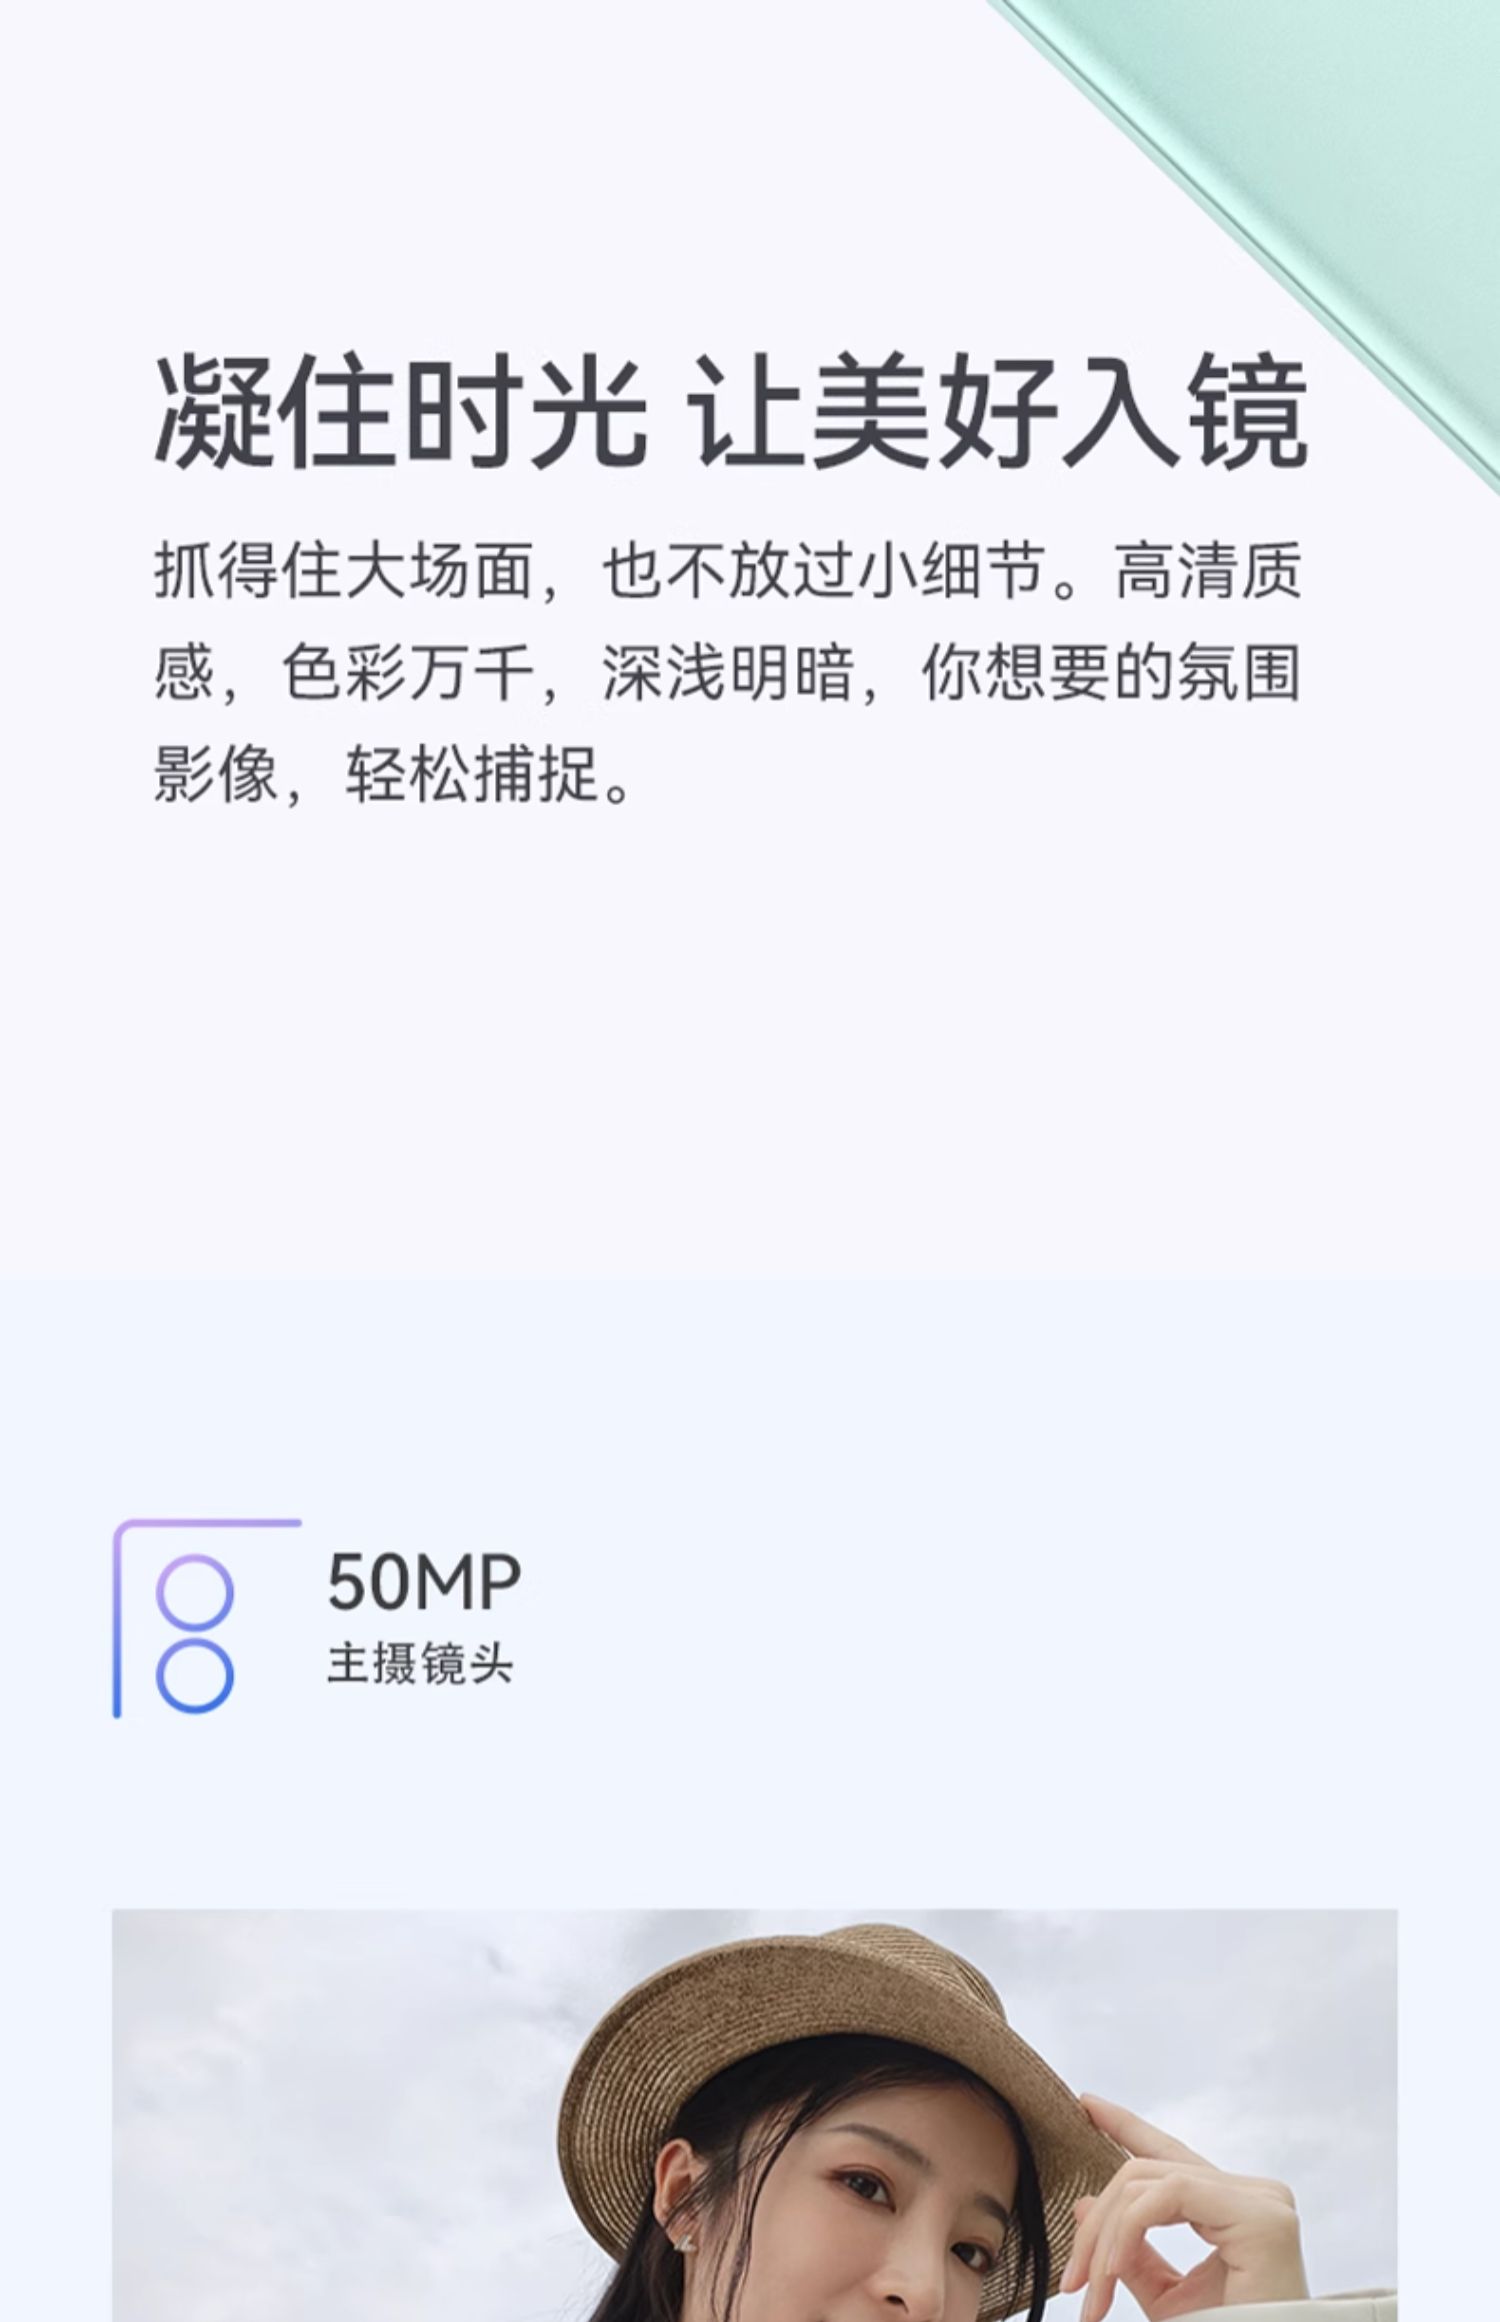 凝住时光 让美好入镜
抓得住大场面，也不放过小细节。高清质
感，色彩万千，深浅明暗，你想要的氛围
影像，轻松捕捉。
50MP
主摄镜头